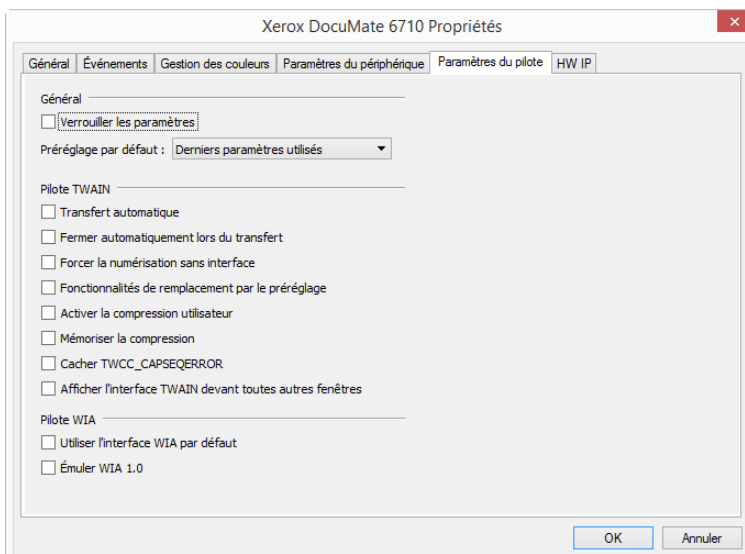 Xerox DocuMate 6710 Propriétés
Général Événements Gestion des couleurs Paramètres du périphérique Paramètres du pilote HW IP
Général
Verrouiller les paramètres
Préréglage par défaut : Derniers paramètres utilisés
Pilote TWAIN
Transfert automatique
Fermer automatiquement lors du transfert
Forcer la numérisation sans interface
Fonctionnalités de remplacement par le préréglage
Activer la compression utilisateur
Mémoriser la compression
Cacher TWCC_CAPSEQERROR
Afficher l'interface TWAIN devant toutes autres fenêtres
Pilote WIA
Utiliser l'interface WIA par défaut
Émuler WIA 1.0
OK Annuler